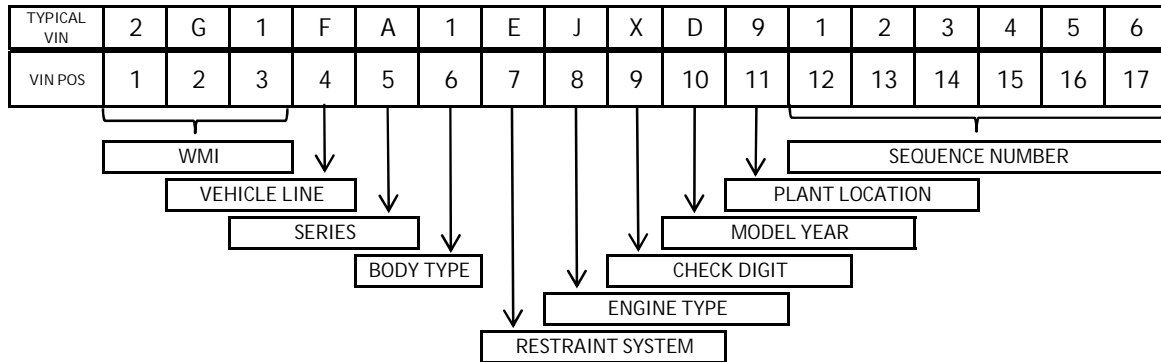 TYPICAL VIN 2 G 1 F A 1 E J X D 9 1 2 3 4 5 6
VIN POS 1 2 3 4 5 6 7 8 9 10 11 12 13 14 15 16 17
WMI SEQUENCE NUMBER
VEHICLE LINE PLANT LOCATION
SERIES MODEL YEAR
BODY TYPE CHECK DIGIT
ENGINE TYPE
RESTRAINT SYSTEM